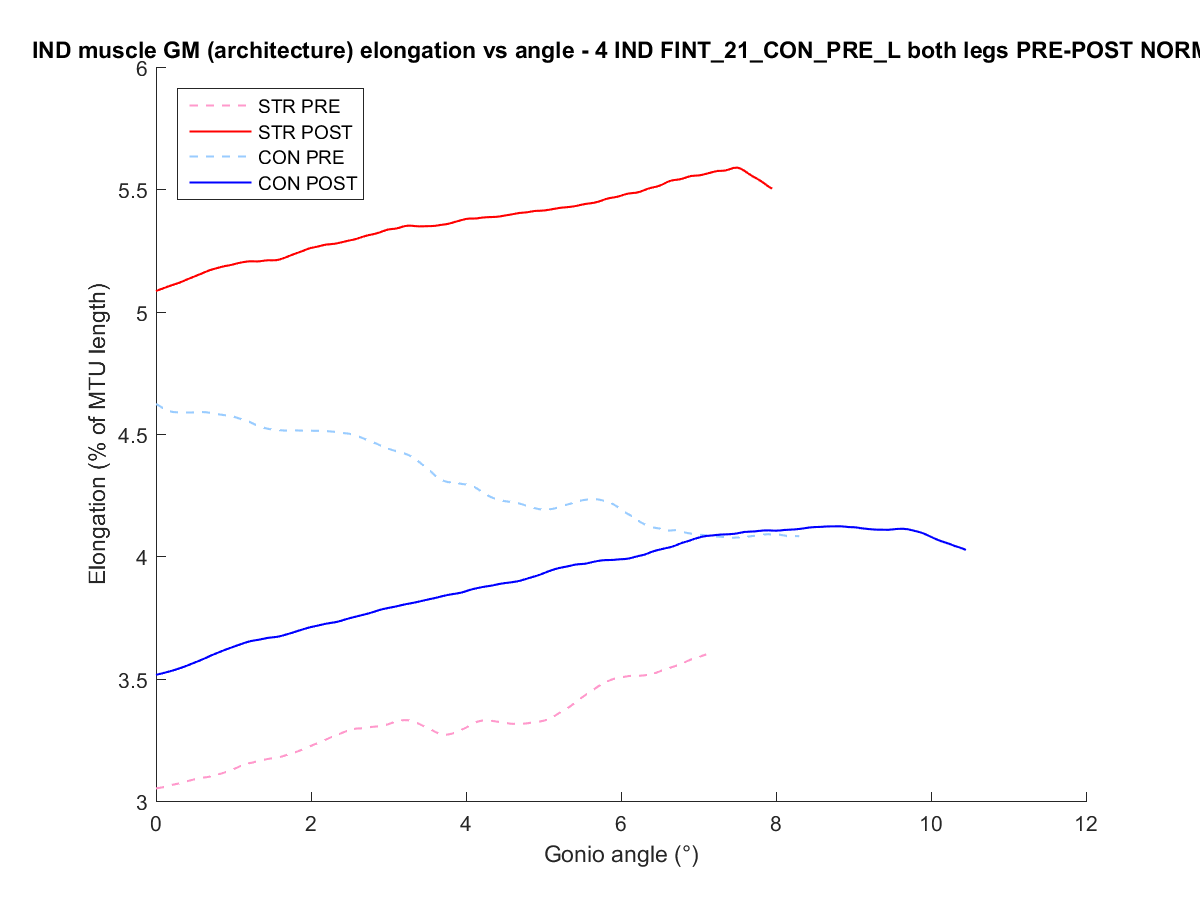 IND muscle GM (architecture) elongation vs angle - 4 IND FINT_21_CON_PRE_L both legs PRE-POST NORM
6
5.5
5
4.5
4
3.5
3
STR PRE
STR POST
CON PRE
CON POST
Elongation (% of MTU length)
0 2 4 6 8 10 12
Gonio angle (°)